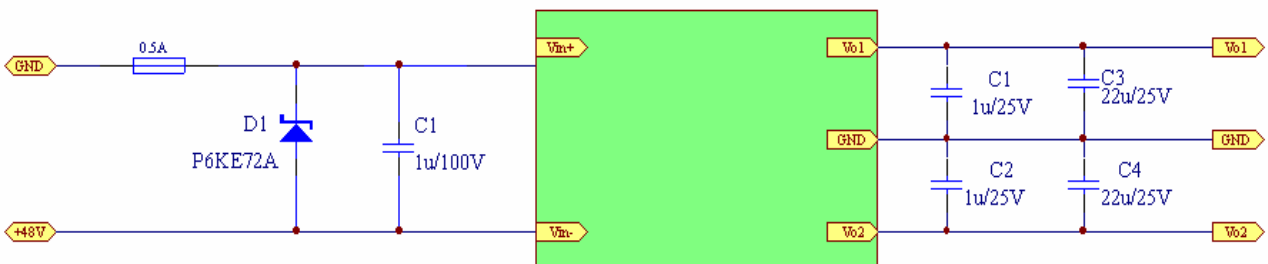 0.5A
GND
Vin+
Vo1
Vo1
D1
P6KE72A
C1
1u/100V
C1
1u/25V
C3
22u/25V
GND
GND
C2
1u/25V
C4
22u/25V
+48V
Vin-
Vo2
Vo2